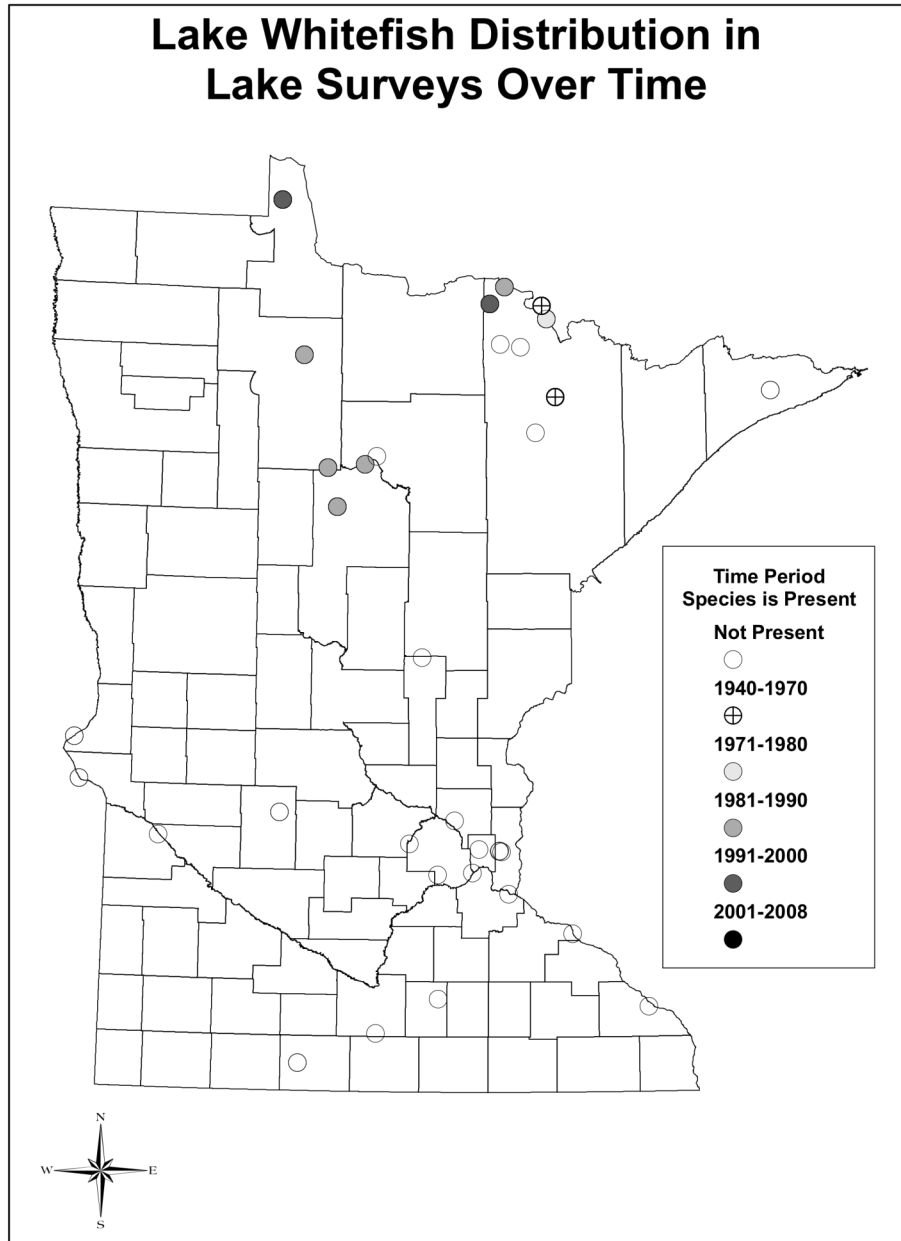 Lake Whitefish Distribution in
Lake Surveys Over Time
Time Period
Species is Present
Not Present
1940-1970
1971-1980
1981-1990
1991-2000
2001-2008
N
W
E
S